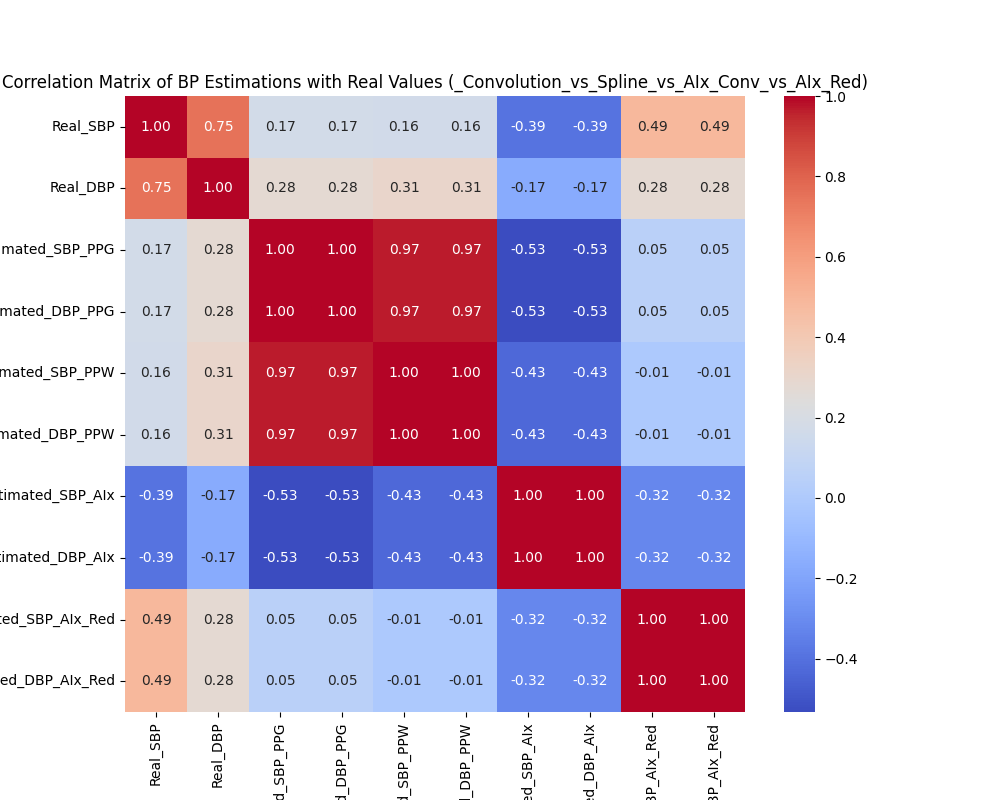 Correlation Matrix of BP Estimations with Real Values (_Convolution_vs_Spline_vs_AIx_Conv_vs_AIx_Red)
Real_SBP 1.00 0.75 0.17 0.17 0.16 0.16 -0.39 -0.39 0.49 0.49
Real_DBP 0.75 1.00 0.28 0.28 0.31 0.31 -0.17 -0.17 0.28 0.28
mated_SBP_PPG 0.17 0.28 1.00 1.00 0.97 0.97 -0.53 -0.53 0.05 0.05
mated_DBP_PPG 0.17 0.28 1.00 1.00 0.97 0.97 -0.53 -0.53 0.05 0.05
mated_SBP_PPW 0.16 0.31 0.97 0.97 1.00 1.00 -0.43 -0.43 -0.01 -0.01
mated_DBP_PPW 0.16 0.31 0.97 0.97 1.00 1.00 -0.43 -0.43 -0.01 -0.01
timated_SBP_AIx -0.39 -0.17 -0.53 -0.53 -0.43 -0.43 1.00 1.00 -0.32 -0.32
timated_DBP_AIx -0.39 -0.17 -0.53 -0.53 -0.43 -0.43 1.00 1.00 -0.32 -0.32
ted_SBP_AIx_Red 0.49 0.28 0.05 0.05 -0.01 -0.01 -0.32 -0.32 1.00 1.00
ed_DBP_AIx_Red 0.49 0.28 0.05 0.05 -0.01 -0.01 -0.32 -0.32 1.00 1.00
Real_SBP
Real_DBP
d_SBP_PPG
d_DBP_PPG
d_SBP_PPW
d_DBP_PPW
ed_SBP_AIx
ed_DBP_AIx
BP_AIx_Red
BP_AIx_Red
1.0
0.8
0.6
0.4
0.2
0.0
−0.2
−0.4